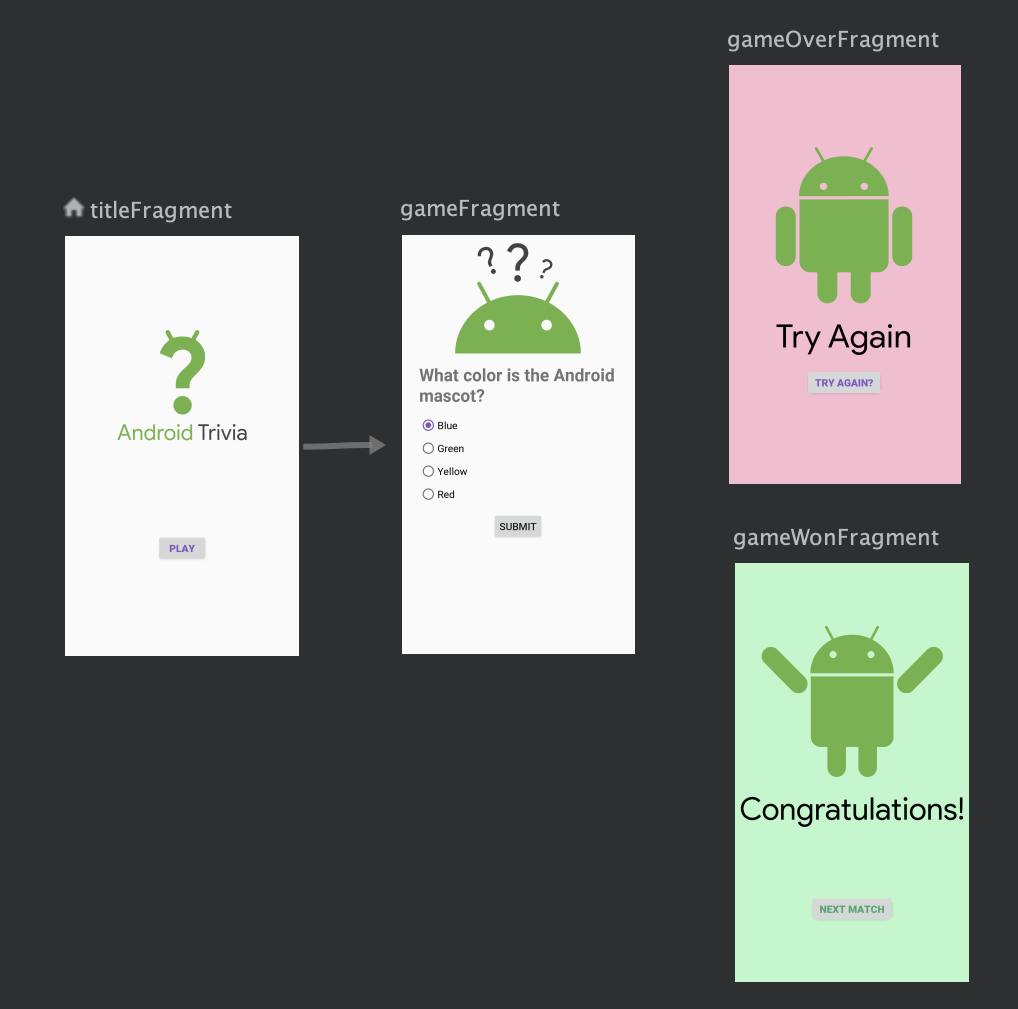 titleFragment
Android Trivia
PLAY
gameFragment
? ? ?
What color is the Android
mascot?
Blue
Green
Yellow
Red
SUBMIT
gameOverFragment
Try Again
TRY AGAIN?
gameWonFragment
Congratulations!
NEXT MATCH